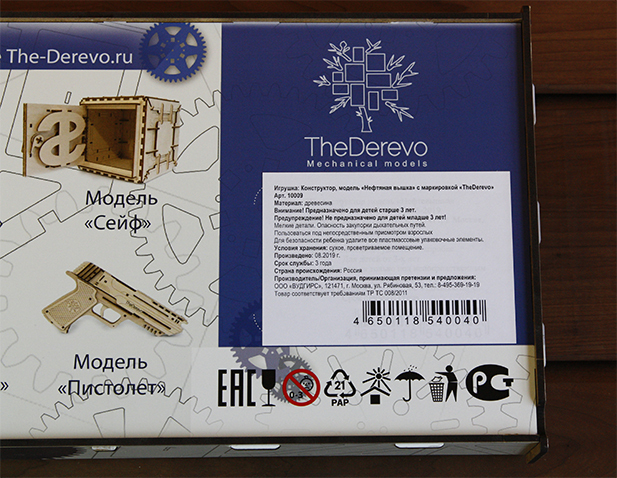 The-Derevo.ru
TheDerevo
Mechanical models
Модель
«Сейф»
Игрушка: Конструктор, модель «Нефтяная вышка» с маркировкой «TheDerevo»
Арт. 10009
Материал: древесина
Внимание! Предназначено для детей старше 3 лет.
Предупреждение! Не предназначено для детей младше 3 лет!
Мелкие детали. Опасность закупорки дыхательных путей.
Пользоваться под непосредственным присмотром взрослых
Для безопасности ребенка удалите все пластмассовые упаковочные элементы.
Условия хранения: сухое, проветриваемое помещение.
Произведено: 08.2019 г.
Срок службы: 3 года
Страна происхождения: Россия
Производитель/Организация, принимающая претензии и предложения:
ООО «ВУДГИРС», 121471, г. Москва, ул. Рябиновая, 53, тел.: 8-495-369-19-19
Товар соответствует требованиям ТР ТС 008/2011
4 650118 540040
Модель
«Пистолет»
EAC
0-3
21
PAP
РСТ